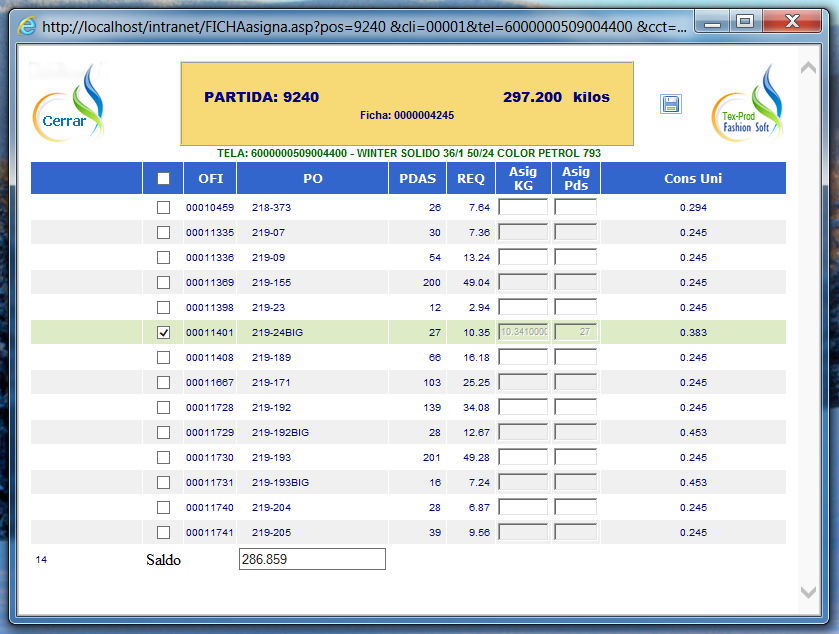 http://localhost/intranet/FICHAasigna.asp?pos=9240 &cli=00001&tel=6000000509004400 &cct=...
Cerrar
PARTIDA: 9240 297.200 kilos
Ficha: 0000004245
Tex-Prod
Fashion Soft
TELA: 6000000509004400 - WINTER SOLIDO 36/1 50/24 COLOR PETROL 793
OFI PO PDAS REQ Asig KG Asig Pds Cons Uni
00010459 218-373 26 7.64 0.294
00011335 219-07 30 7.36 0.245
00011336 219-09 54 13.24 0.245
00011369 219-155 200 49.04 0.245
00011398 219-23 12 2.94 0.245
00011401 219-24BIG 27 10.35 10.3410000 27 0.383
00011408 219-189 66 16.18 0.245
00011667 219-171 103 25.25 0.245
00011728 219-192 139 34.08 0.245
00011729 219-192BIG 28 12.67 0.453
00011730 219-193 201 49.28 0.245
00011731 219-193BIG 16 7.24 0.453
00011740 219-204 28 6.87 0.245
00011741 219-205 39 9.56 0.245
14 Saldo 286.859